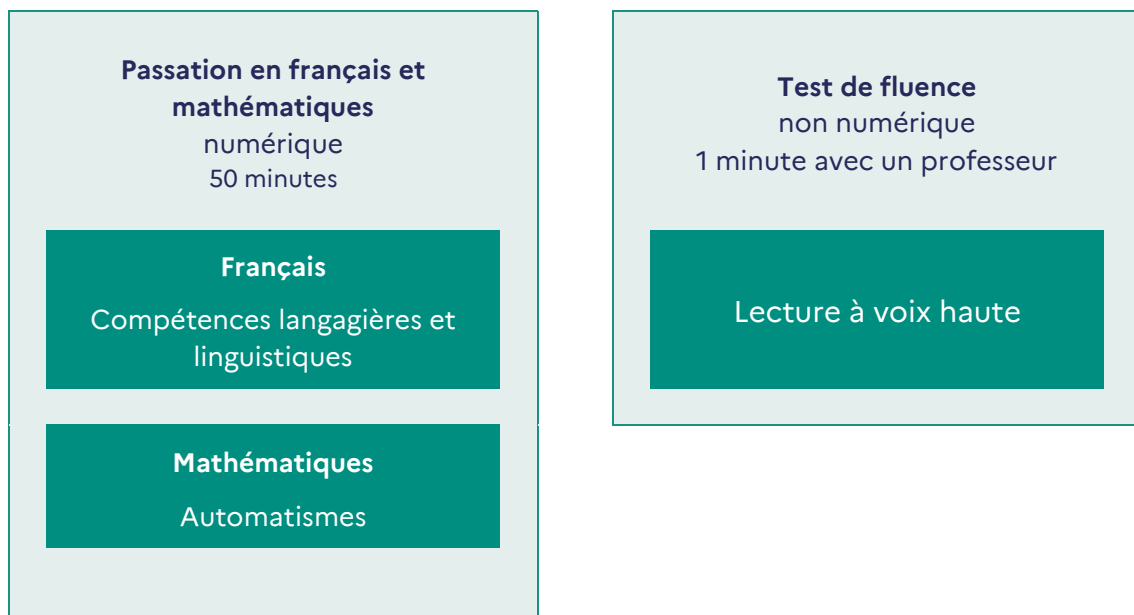 Passation en français et
mathématiques
numérique
50 minutes
Français
Compétences langagières et
linguistiques
Mathématiques
Automatismes
Test de fluence
non numérique
1 minute avec un professeur
Lecture à voix haute